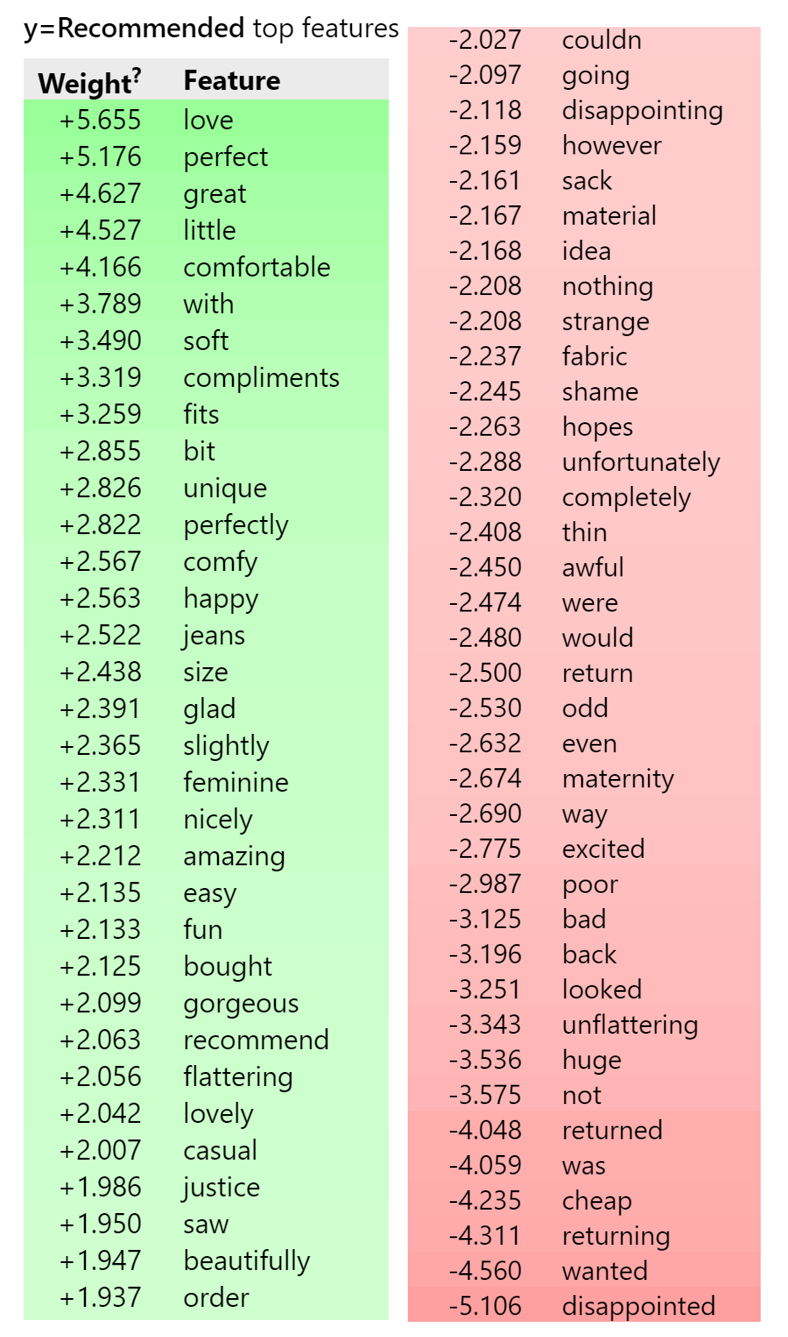 y=Recommended top features
Weight? Feature
+5.655 love
+5.176 perfect
+4.627 great
+4.527 little
+4.166 comfortable
+3.789 with
+3.490 soft
+3.319 compliments
+3.259 fits
+2.855 bit
+2.826 unique
+2.822 perfectly
+2.567 comfy
+2.563 happy
+2.522 jeans
+2.438 size
+2.391 glad
+2.365 slightly
+2.331 feminine
+2.311 nicely
+2.212 amazing
+2.135 easy
+2.133 fun
+2.125 bought
+2.099 gorgeous
+2.063 recommend
+2.056 flattering
+2.042 lovely
+2.007 casual
+1.986 justice
+1.950 saw
+1.947 beautifully
+1.937 order
-2.027 couldn
-2.097 going
-2.118 disappointing
-2.159 however
-2.161 sack
-2.167 material
-2.168 idea
-2.208 nothing
-2.208 strange
-2.237 fabric
-2.245 shame
-2.263 hopes
-2.288 unfortunately
-2.320 completely
-2.408 thin
-2.450 awful
-2.474 were
-2.480 would
-2.500 return
-2.530 odd
-2.632 even
-2.674 maternity
-2.690 way
-2.775 excited
-2.987 poor
-3.125 bad
-3.196 back
-3.251 looked
-3.343 unflattering
-3.536 huge
-3.575 not
-4.048 returned
-4.059 was
-4.235 cheap
-4.311 returning
-4.560 wanted
-5.106 disappointed